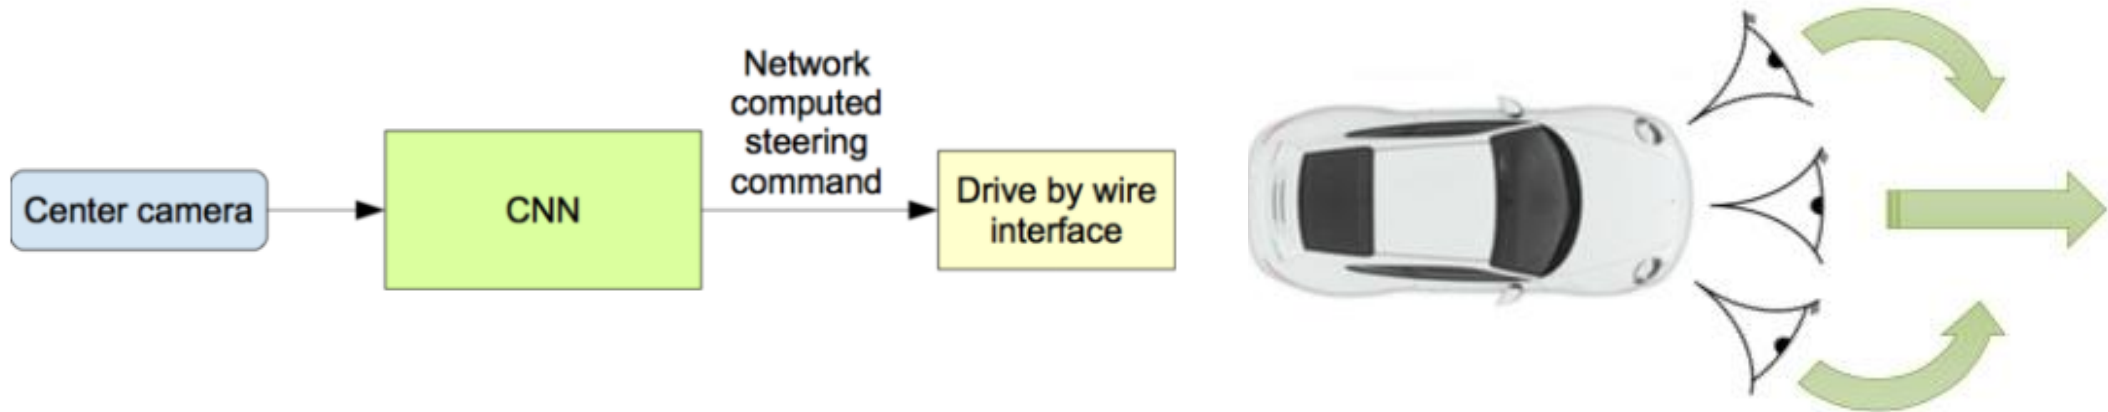 Center camera
CNN
Network
computed
steering
command
Drive by wire
interface